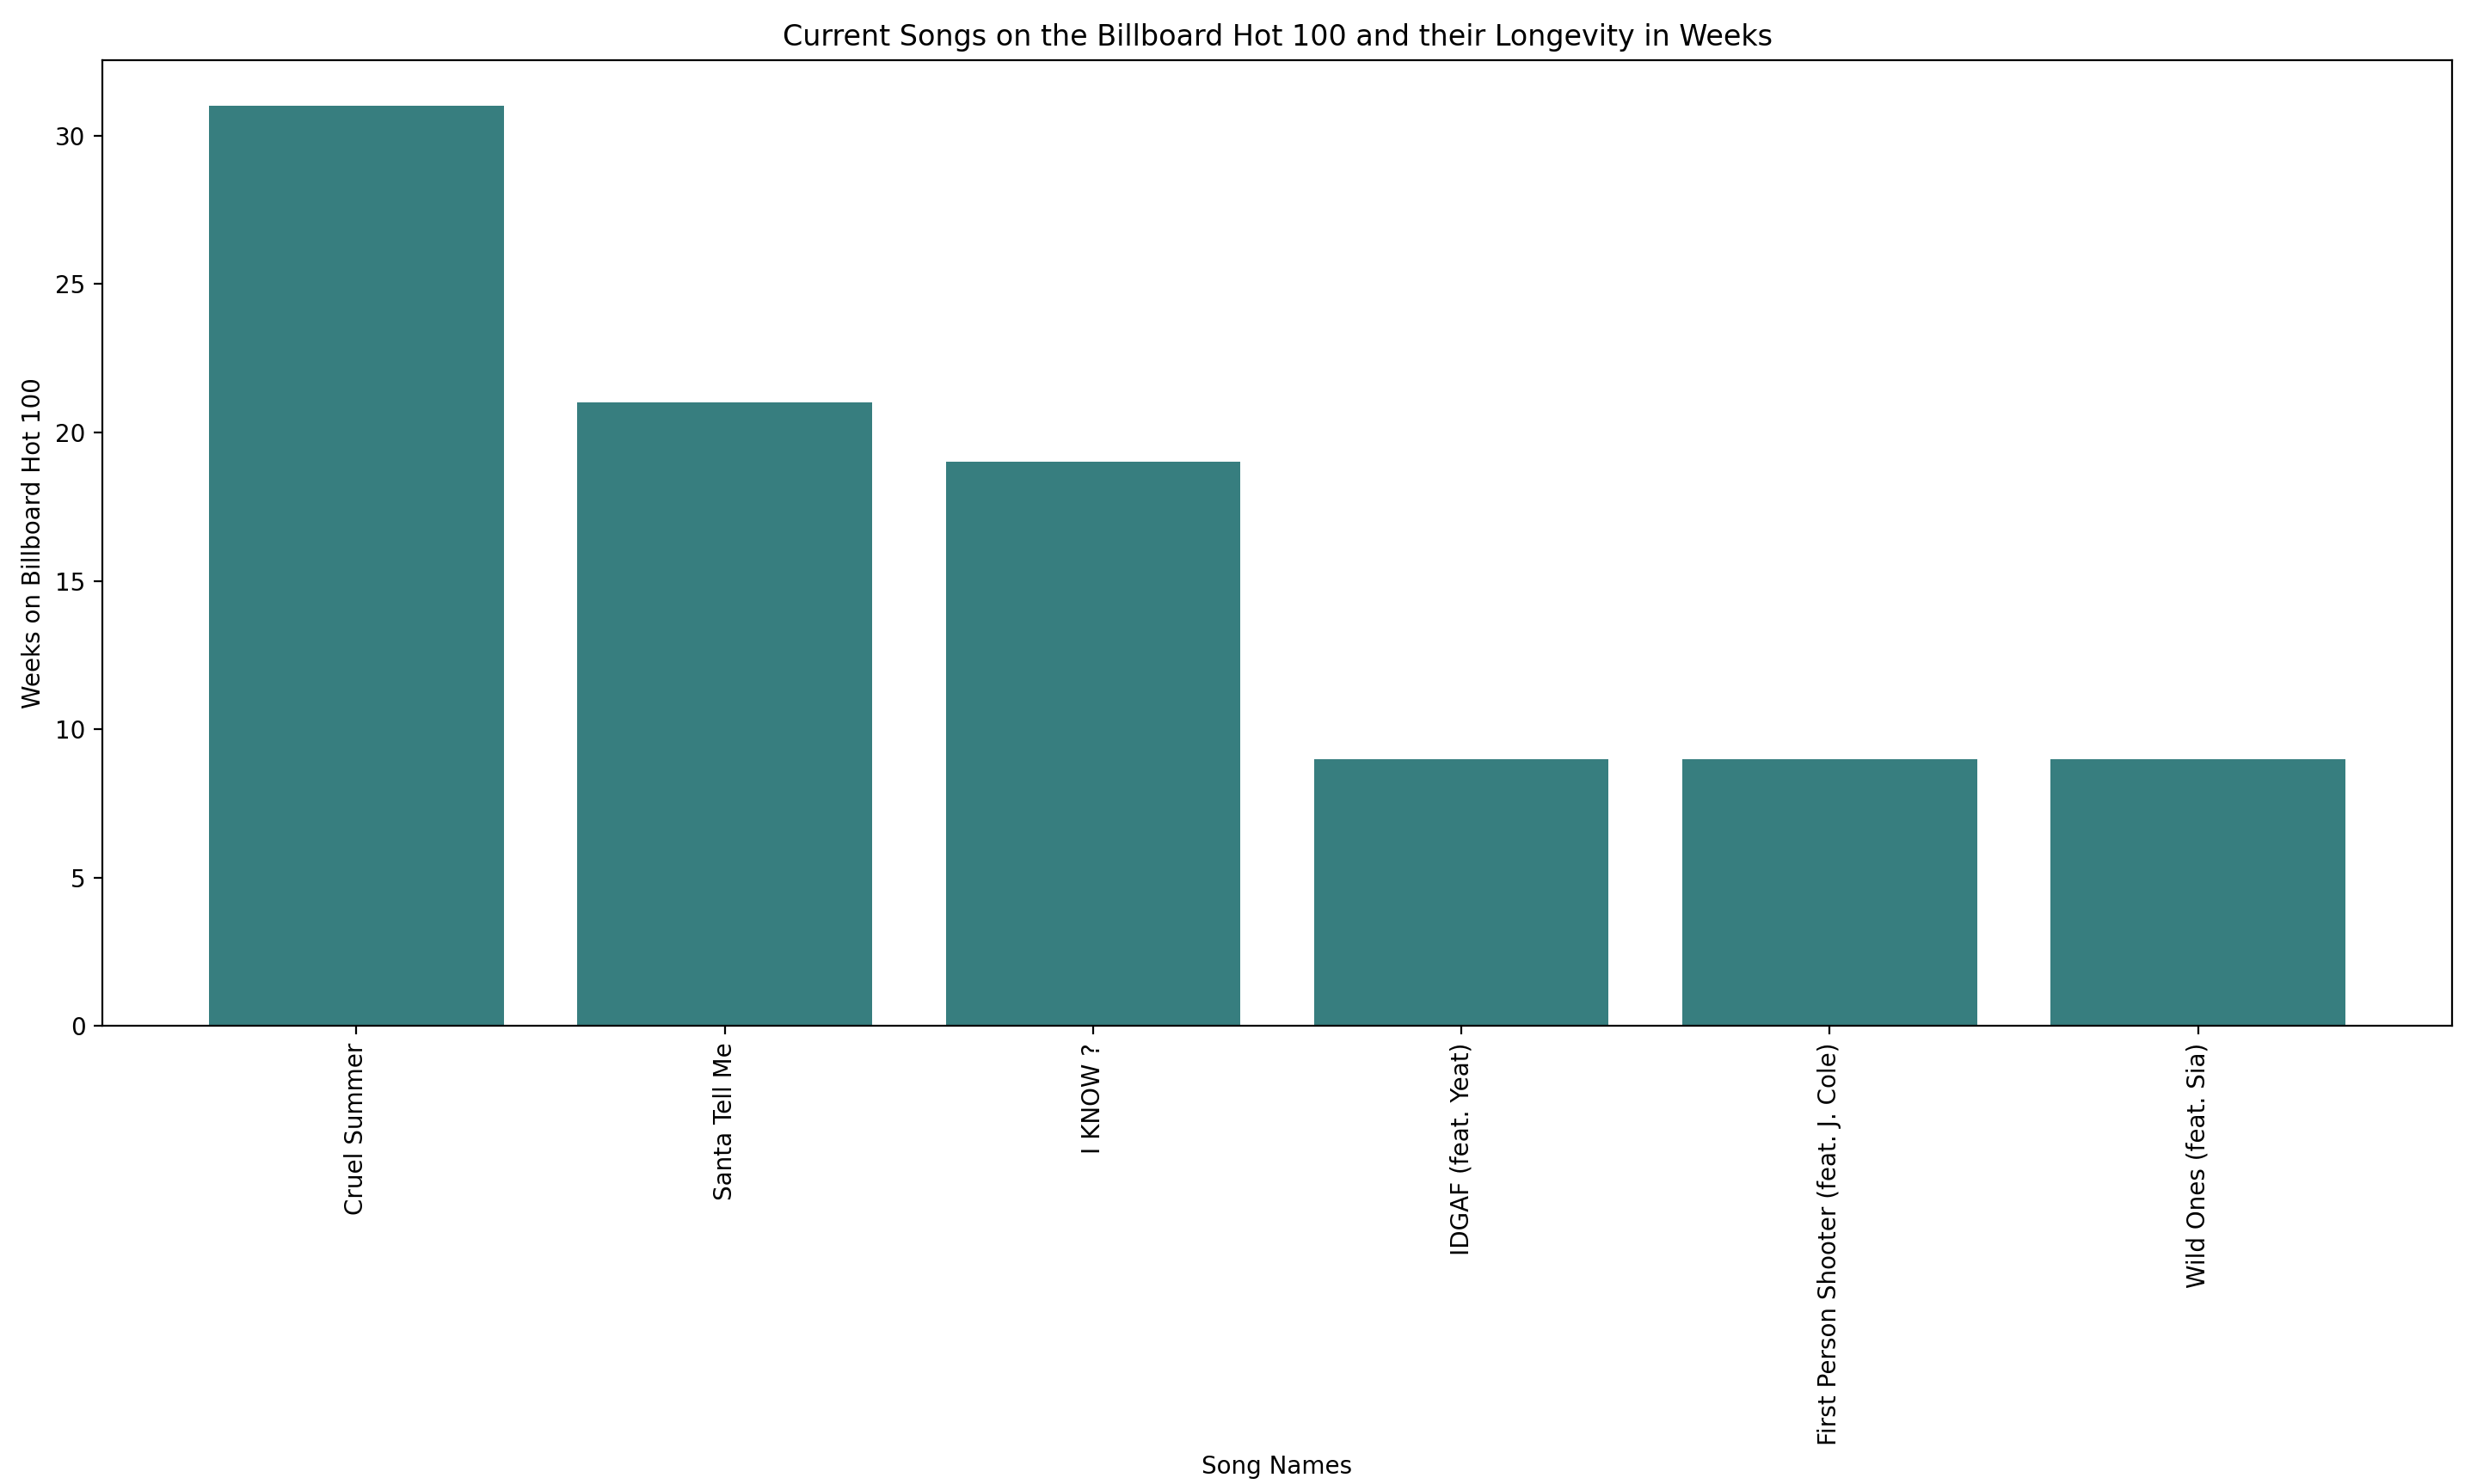 Current Songs on the Billboard Hot 100 and their Longevity in Weeks
Weeks on Billboard Hot 100
30
25
20
15
10
5
0
Cruel Summer
Santa Tell Me
I KNOW ?
IDGAF (feat. Yeat)
First Person Shooter (feat. J. Cole)
Wild Ones (feat. Sia)
Song Names